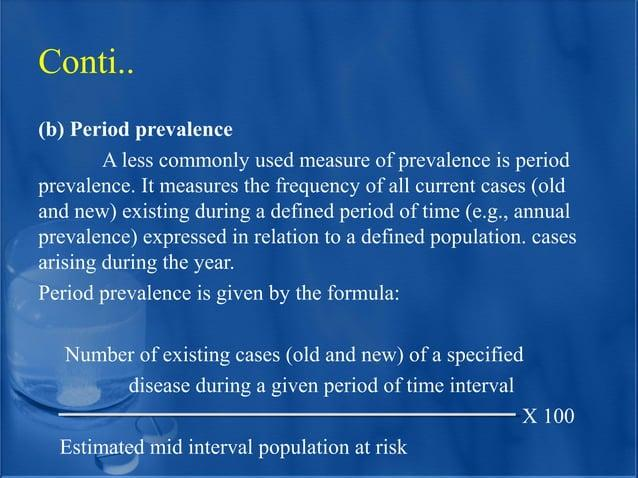 Conti..
(b) Period prevalence
A less commonly used measure of prevalence is period
prevalence. It measures the frequency of all current cases (old
and new) existing during a defined period of time (e.g., annual
prevalence) expressed in relation to a defined population. cases
arising during the year.
Period prevalence is given by the formula:
Number of existing cases (old and new) of a specified
disease during a given period of time interval
X 100
Estimated mid interval population at risk